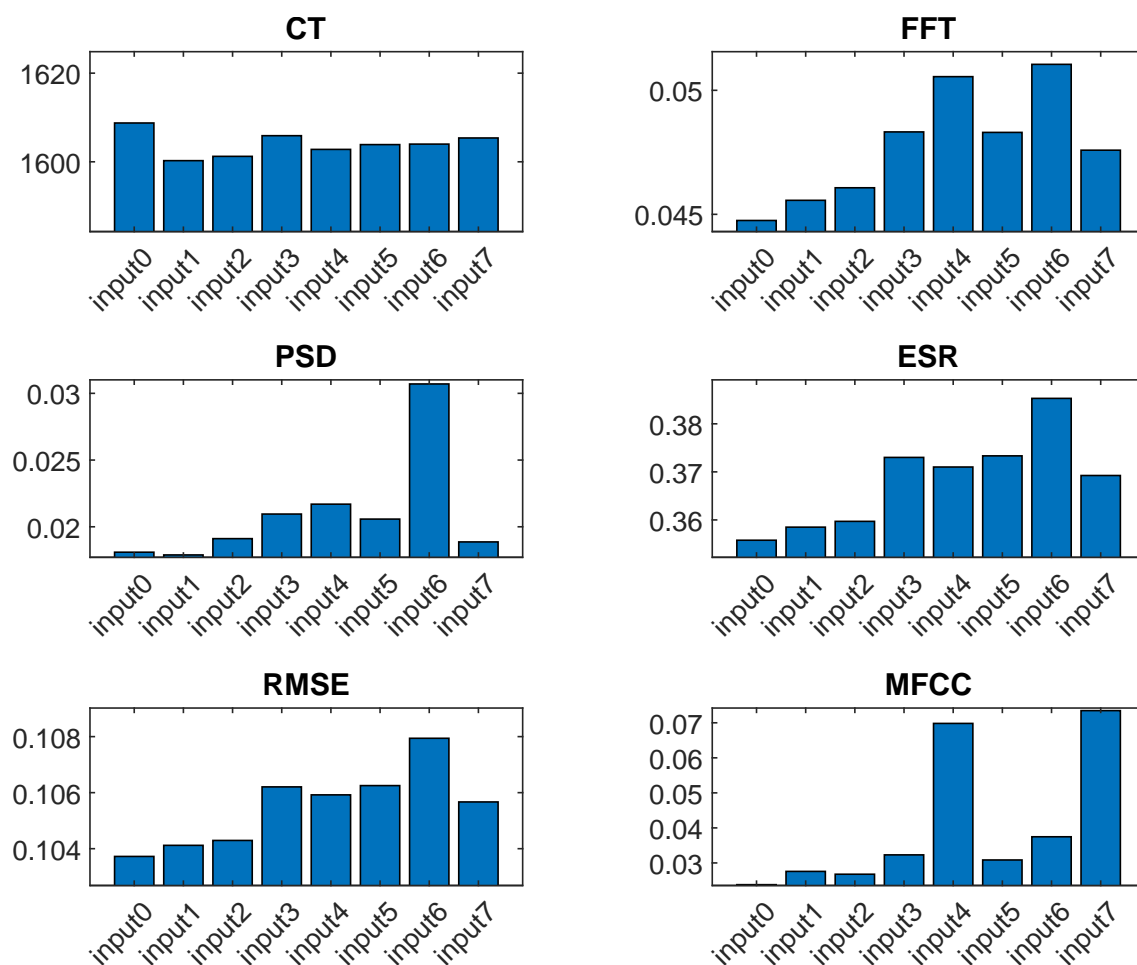 CT
1620
1600
input0 input1 input2 input3 input4 input5 input6 input7
FFT
0.05
0.045
input0 input1 input2 input3 input4 input5 input6 input7
PSD
0.03
0.025
0.02
input0 input1 input2 input3 input4 input5 input6 input7
ESR
0.38
0.37
0.36
input0 input1 input2 input3 input4 input5 input6 input7
RMSE
0.108
0.106
0.104
input0 input1 input2 input3 input4 input5 input6 input7
MFCC
0.07
0.06
0.05
0.04
0.03
input0 input1 input2 input3 input4 input5 input6 input7